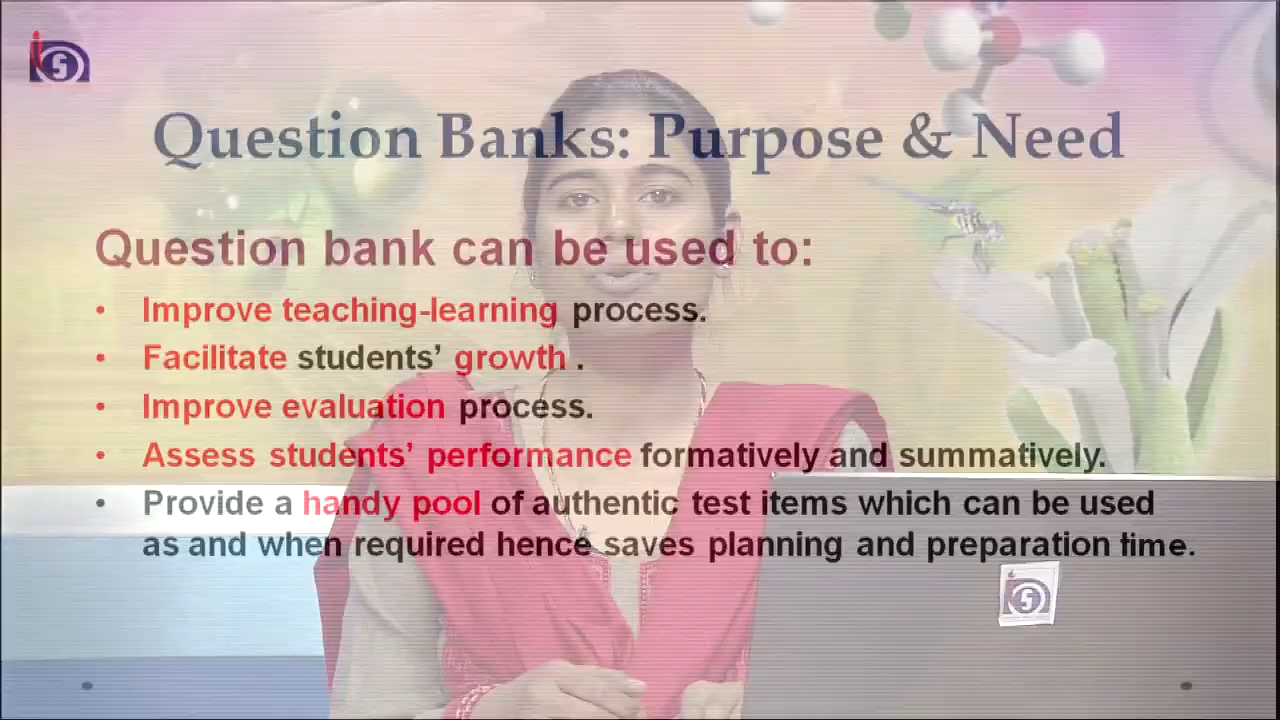 Question Banks: Purpose & Need
Question bank can be used to:
• Improve teaching-learning process.
• Facilitate students’ growth .
• Improve evaluation process.
• Assess students’ performance formatively and summatively.
• Provide a handy pool of authentic test items which can be used
as and when required hence saves planning and preparation time.